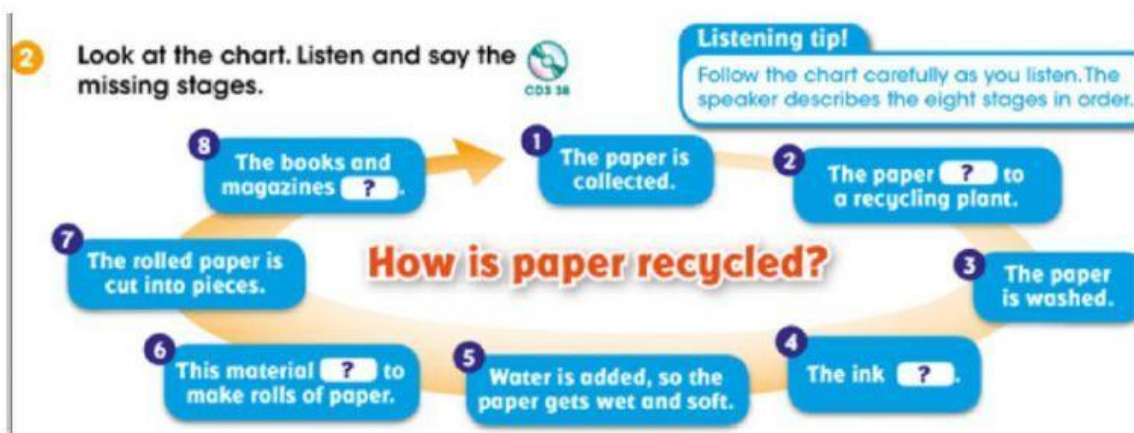 2
Look at the chart. Listen and say the
missing stages.
CD3 38
Listening tip!
Follow the chart carefully as you listen. The
speaker describes the eight stages in order.
1
The paper is
collected.
2
The paper ? to
a recycling plant.
3
The paper
is washed.
4
The ink ? .
5
Water is added, so the
paper gets wet and soft.
6
This material ? to
make rolls of paper.
7
The rolled paper is
cut into pieces.
8
The books and
magazines ? .
How is paper recycled?